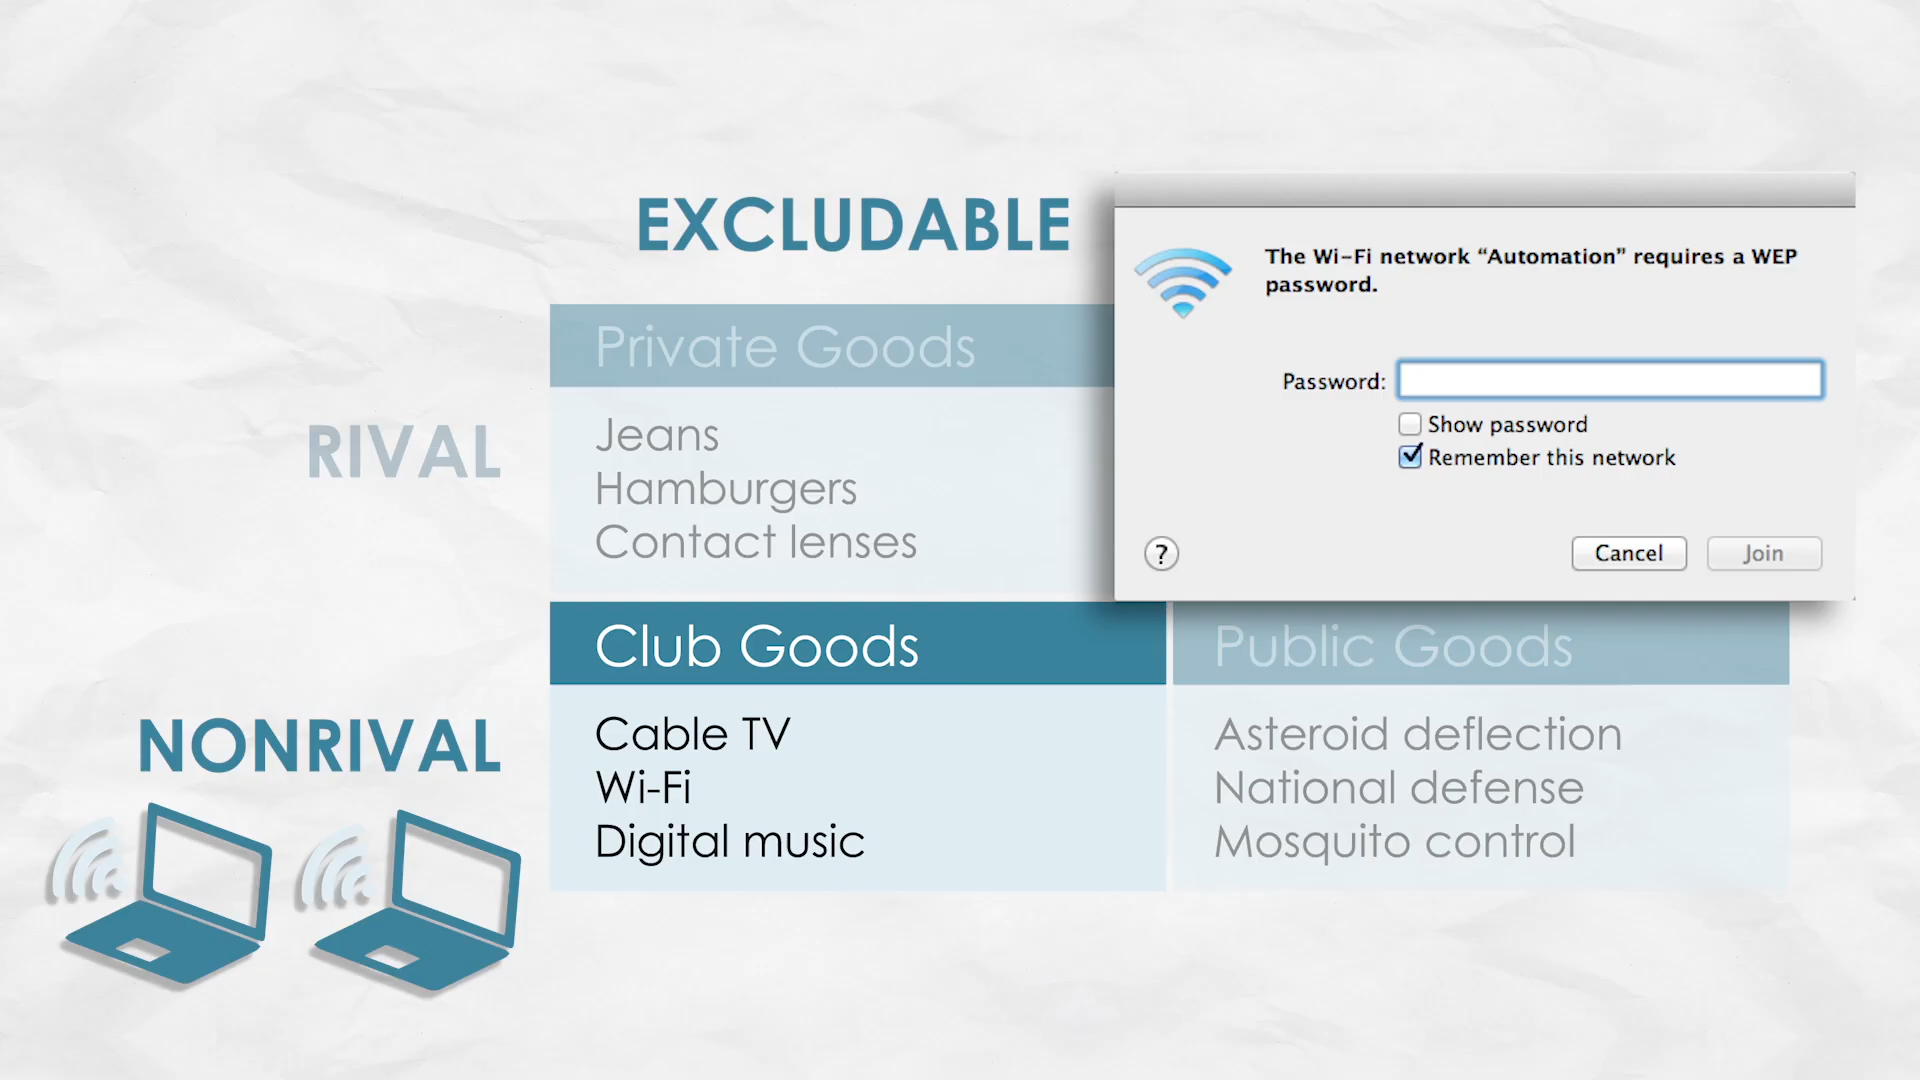 EXCLUDABLE
The Wi-Fi network “Automation” requires a WEP
password.
Password:
Show password
Remember this network
?
Cancel
Join
RIVAL
Private Goods
Jeans
Hamburgers
Contact lenses
NONRIVAL
Club Goods
Cable TV
Wi-Fi
Digital music
Public Goods
Asteroid deflection
National defense
Mosquito control